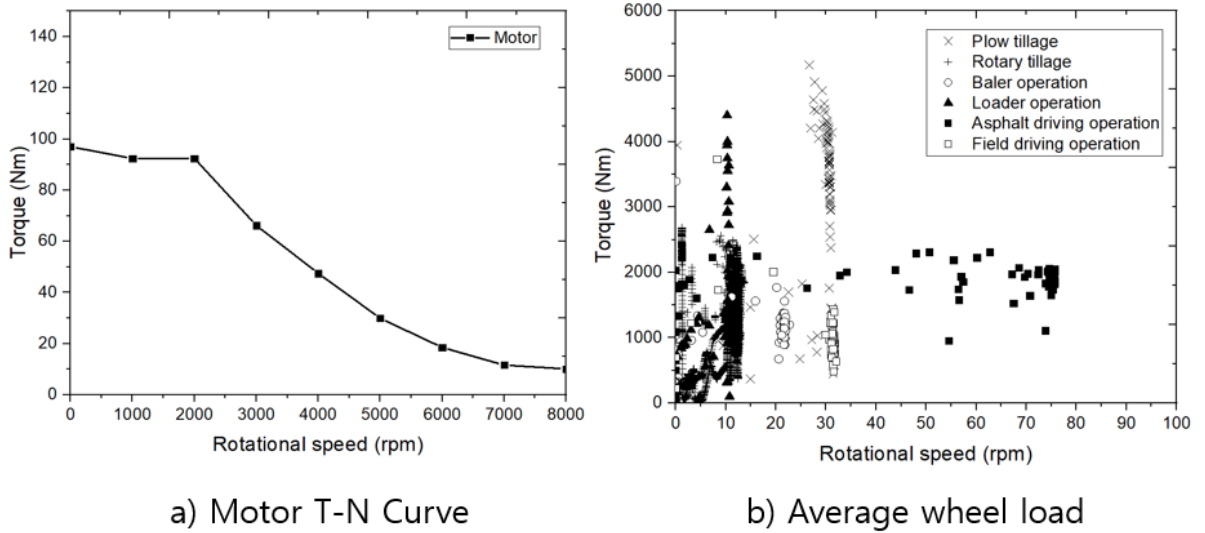 140
120
100
80
60
40
20
0
Torque (Nm)
Motor
0 1000 2000 3000 4000 5000 6000 7000 8000
Rotational speed (rpm)
a) Motor T-N Curve
6000
5000
4000
3000
2000
1000
0
Torque (Nm)
Plow tillage
Rotary tillage
Baler operation
Loader operation
Asphalt driving operation
Field driving operation
0 10 20 30 40 50 60 70 80 90 100
Rotational speed (rpm)
b) Average wheel load